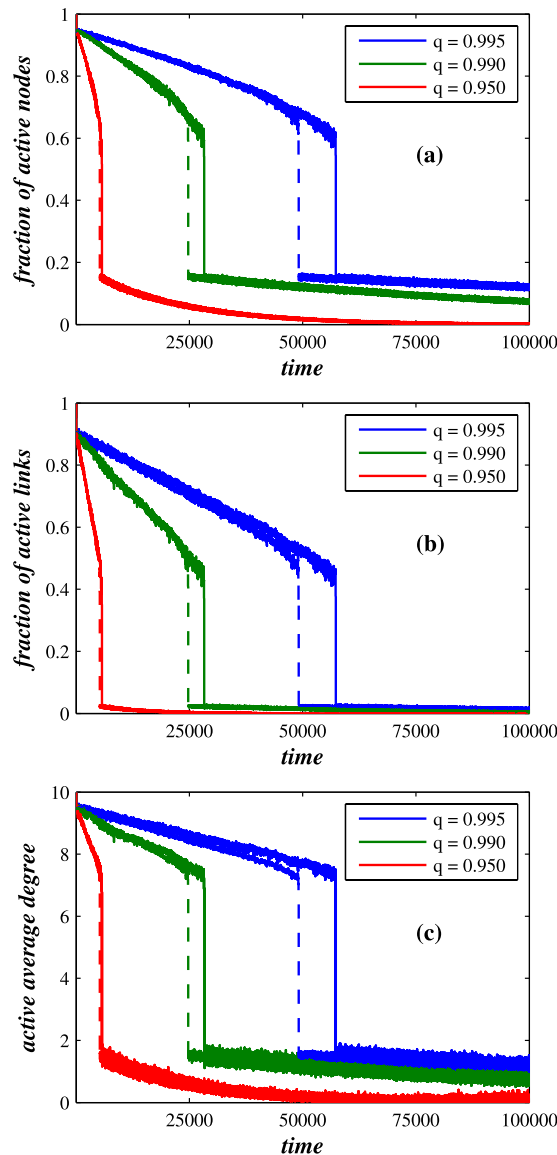 1
0.8
0.6
0.4
0.2
0
fraction of active nodes
q = 0.995
q = 0.990
q = 0.950
(a)
25000 50000 75000 100000
time
1
0.8
0.6
0.4
0.2
0
fraction of active links
q = 0.995
q = 0.990
q = 0.950
(b)
25000 50000 75000 100000
time
10
8
6
4
2
0
active average degree
q = 0.995
q = 0.990
q = 0.950
(c)
25000 50000 75000 100000
time